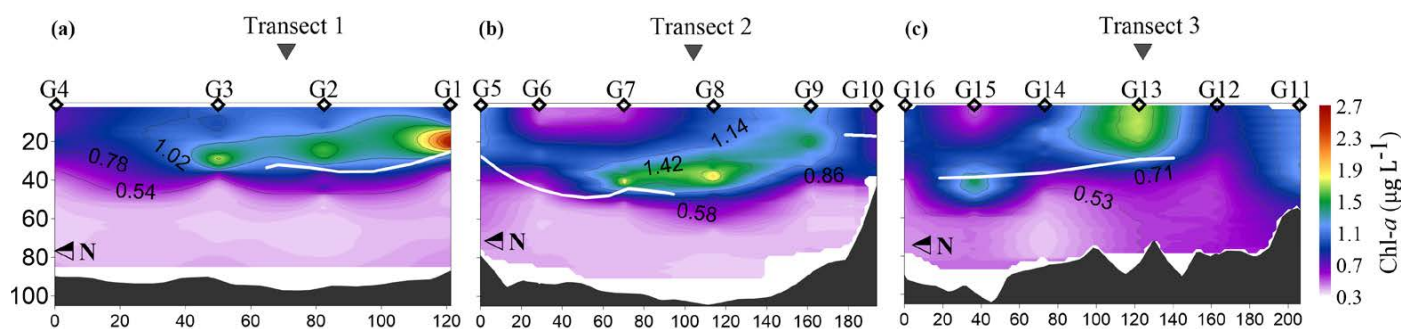 (a) Transect 1 (b) Transect 2 (c) Transect 3
G4 G3 G2 G1 G5 G6 G7 G8 G9 G10 G16 G15 G14 G13 G12 G11
20
40
60
80
100
0.78 1.02 0.54
N
1.14 1.42 0.86 0.58
N
0.71 0.53
N
0 20 40 60 80 100 120
0 20 40 60 80 100 120 140 160 180
0 20 40 60 80 100 120 140 160 180 200
2.7
2.3
1.9
1.5
1.1
0.7
0.3
Chl-a (µg L-1)